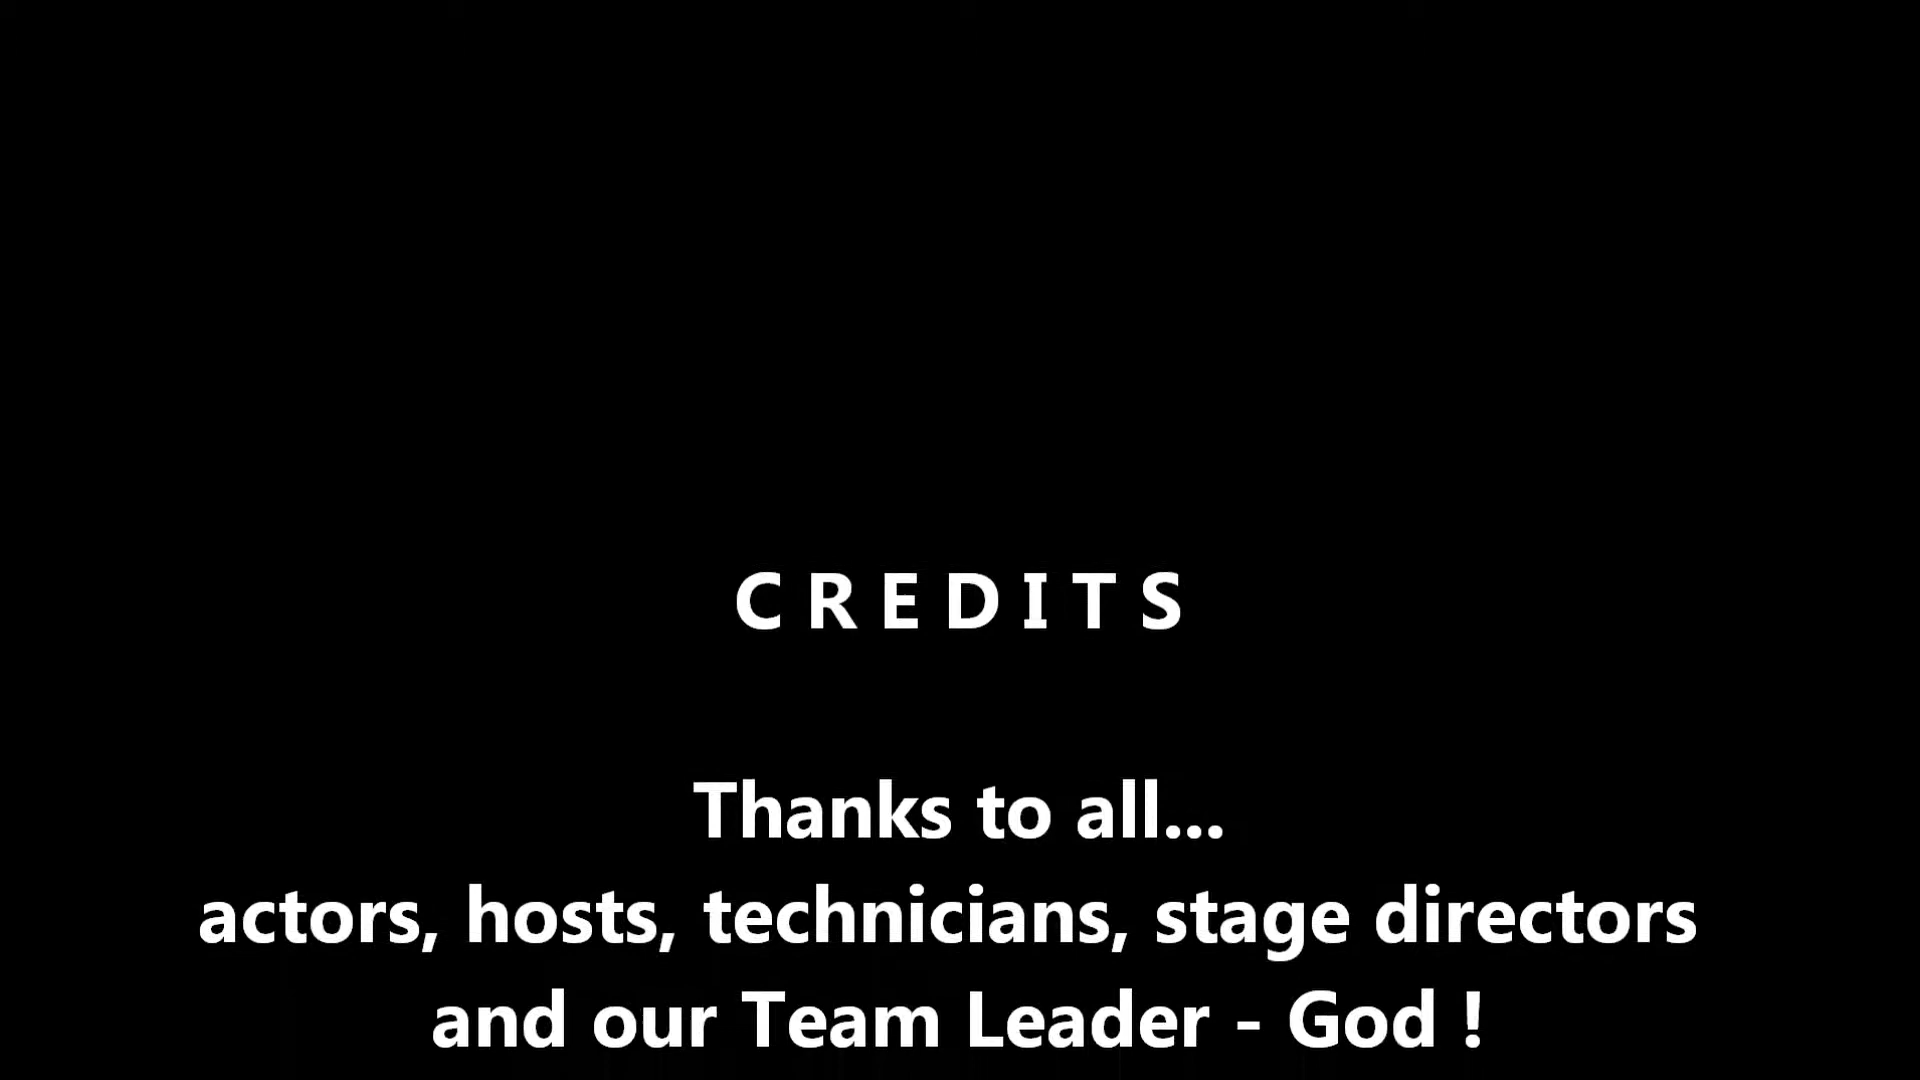 C R E D I T S
Thanks to all...
actors, hosts, technicians, stage directors
and our Team Leader - God !